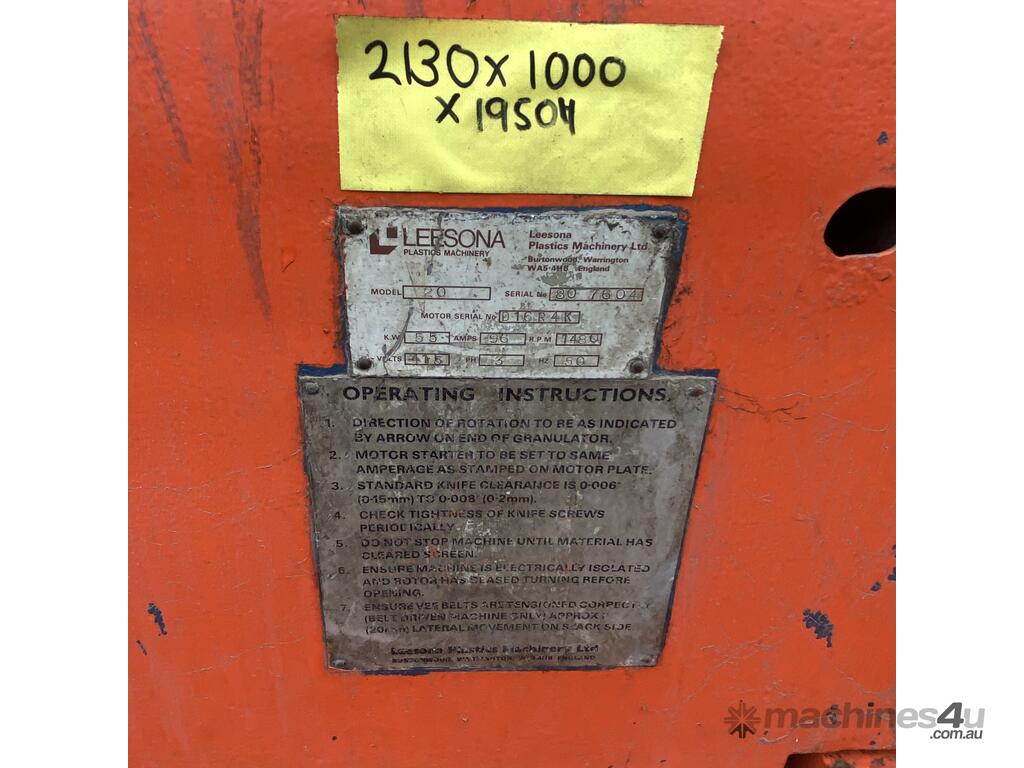 2130 x 1000
x 1950H
LEESONA
PLASTICS MACHINERY
Leesona
Plastics Machinery Ltd
Burtonwood, Warrington
WA5 4HB England
MODEL 20 SERIAL No 80 7604
MOTOR SERIAL No D16R4K
K.W 55 AMPS 96 R.P.M 1480
VOLTS 415 PH 3 HZ 50
OPERATING INSTRUCTIONS.
1. DIRECTION OF ROTATION TO BE AS INDICATED
BY ARROW ON END OF GRANULATOR.
2. MOTOR STARTER TO BE SET TO SAME
AMPERAGE AS STAMPED ON MOTOR PLATE.
3. STANDARD KNIFE CLEARANCE IS 0·006"
(0·15mm) TO 0·008" (0·2mm).
4. CHECK TIGHTNESS OF KNIFE SCREWS
PERIODICALLY.
5. DO NOT STOP MACHINE UNTIL MATERIAL HAS
CLEARED SCREEN.
6. ENSURE MACHINE IS ELECTRICALLY ISOLATED
AND ROTOR HAS CEASED TURNING BEFORE
OPENING.
7. ENSURE VEE BELTS ARE TENSIONED CORRECTLY
(BELT DRIVEN MACHINE ONLY) APPROX
(20mm) LATERAL MOVEMENT ON SLACK SIDE
Leesona Plastics Machinery Ltd
ENGLAND
machines4u
.com.au